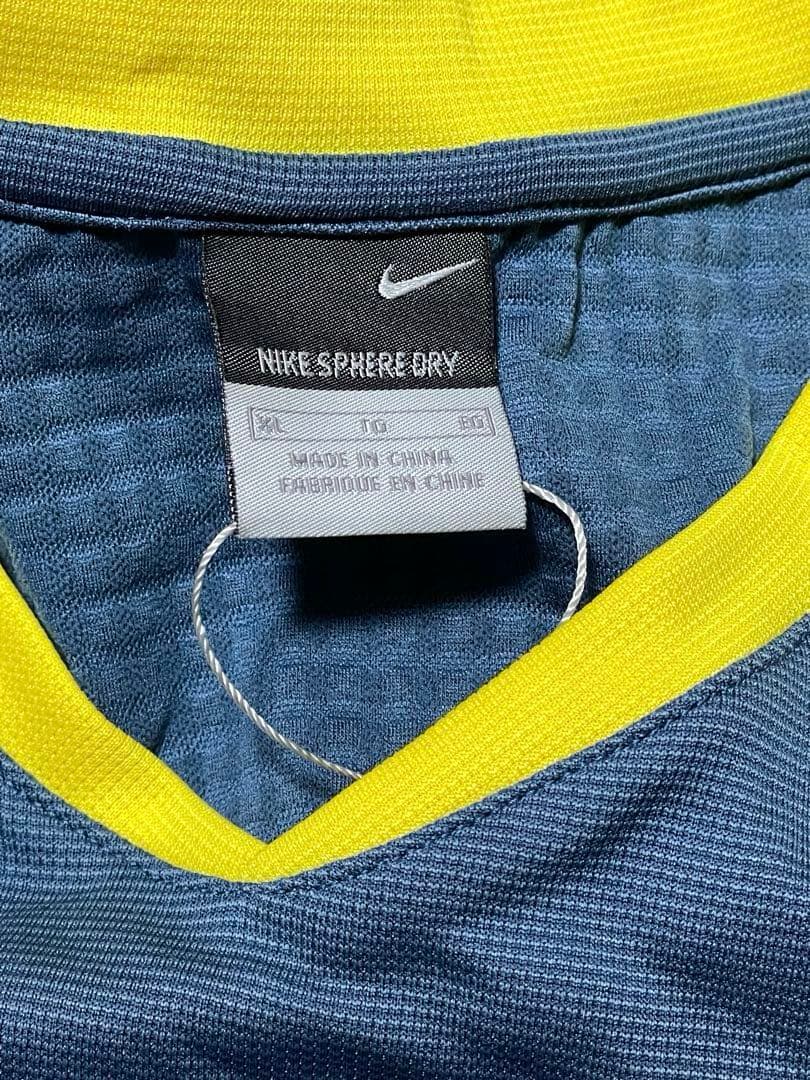 NIKE SPHERE DRY
XL TG EG
MADE IN CHINA
FABRIQUE EN CHINE